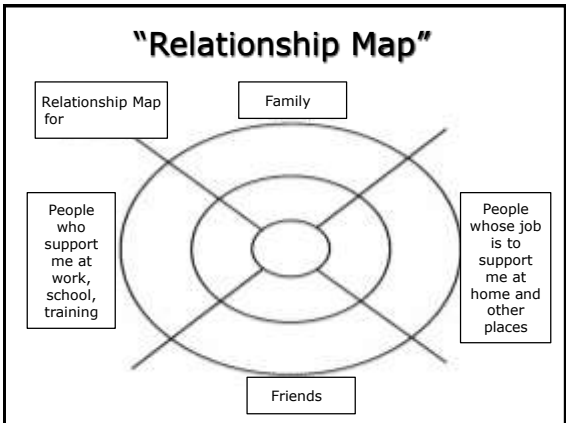 “Relationship Map”
Relationship Map
for
Family
People
who
support
me at
work,
school,
training
People
whose job
is to
support
me at
home and
other
places
Friends